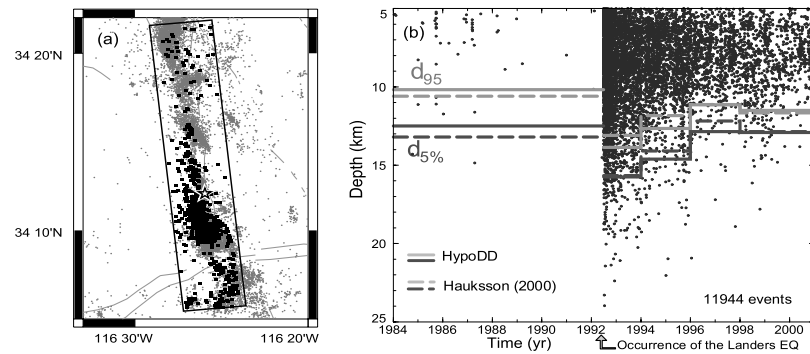 (a)
34 20'N
34 10'N
116 30'W
116 20'W
(b)
5
10
15
20
25
Depth (km)
d95
d5%
HypoDD
Hauksson (2000)
11944 events
1984 1986 1988 1990 1992 1994 1996 1998 2000
Time (yr)
Occurrence of the Landers EQ